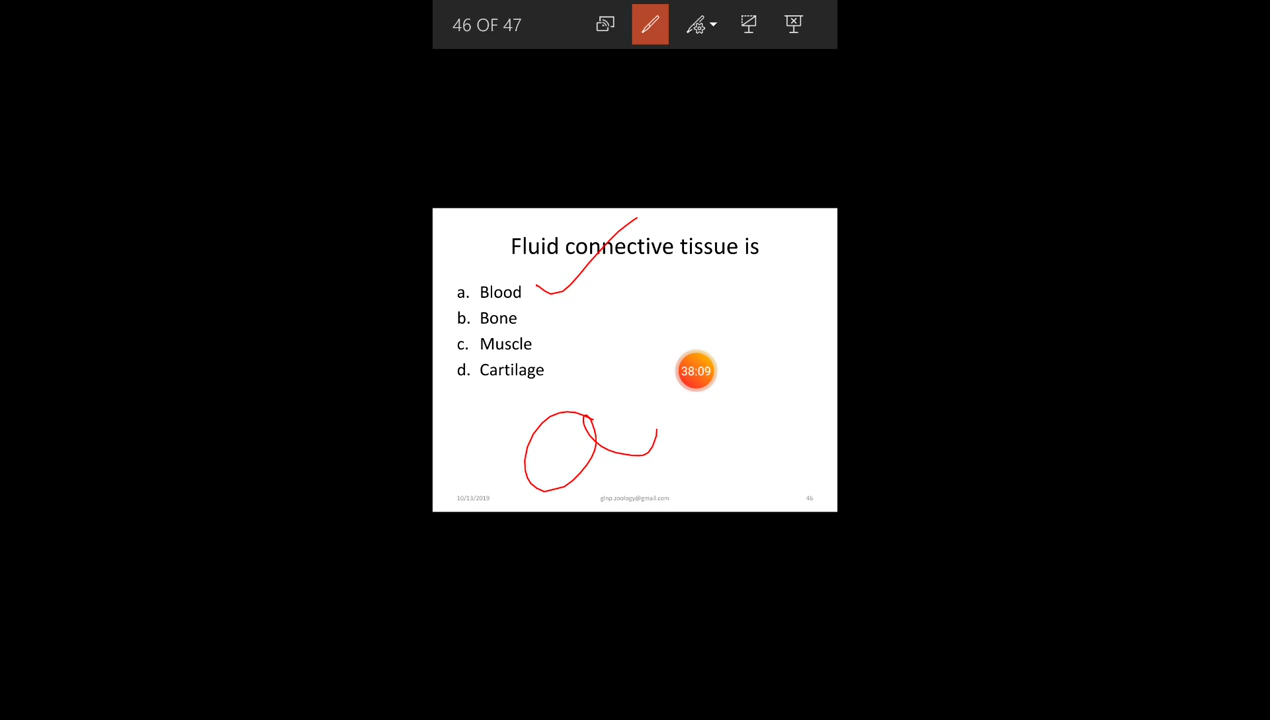 46 OF 47
Fluid connective tissue is
a. Blood
b. Bone
c. Muscle
d. Cartilage
38:09
a
10/13/2019 glnp.zoology@gmail.com 46